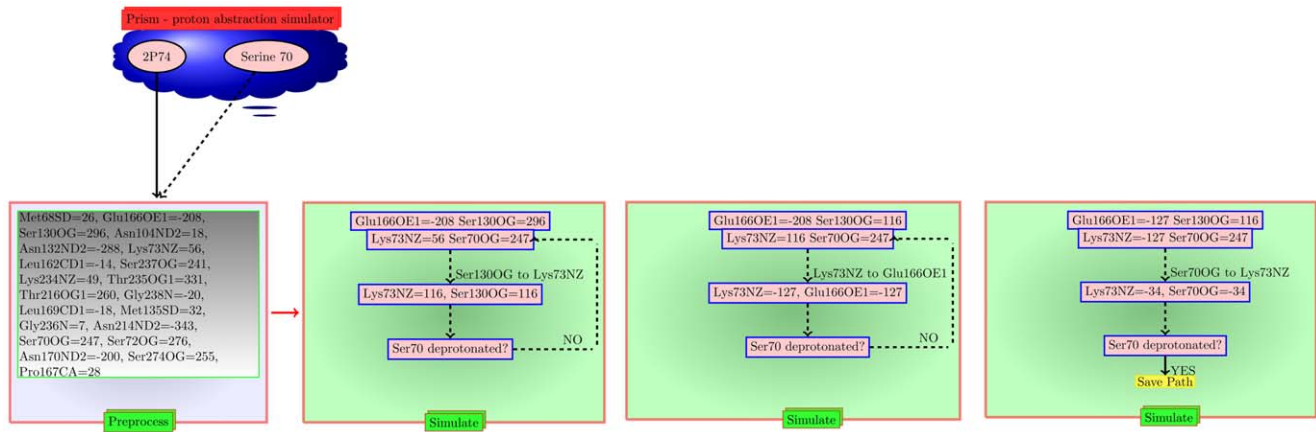 Prism - proton abstraction simulator
2P74
Serine 70
Met68SD=26, Glu166OE1=-208,
Ser130OG=296, Asn104ND2=18,
Asn132ND2=-288, Lys73NZ=56,
Leu162CD1=-14, Ser237OG=241,
Lys234NZ=49, Thr235OG1=331,
Thr216OG1=260, Gly238N=-20,
Leu169CD1=-18, Met135SD=32,
Gly236N=7, Asn214ND2=-343,
Ser70OG=247, Ser72OG=276,
Asn170ND2=-200, Ser274OG=255,
Pro167CA=28
Preprocess
Glu166OE1=-208 Ser130OG=296
Lys73NZ=56 Ser70OG=247
Ser130OG to Lys73NZ
Lys73NZ=116, Ser130OG=116
Ser70 deprotonated?
NO
Simulate
Glu166OE1=-208 Ser130OG=116
Lys73NZ=116 Ser70OG=247
Lys73NZ to Glu166OE1
Lys73NZ=-127, Glu166OE1=-127
Ser70 deprotonated?
NO
Simulate
Glu166OE1=-127 Ser130OG=116
Lys73NZ=-127 Ser70OG=247
Ser70OG to Lys73NZ
Lys73NZ=-34, Ser70OG=-34
Ser70 deprotonated?
YES
Save Path
Simulate